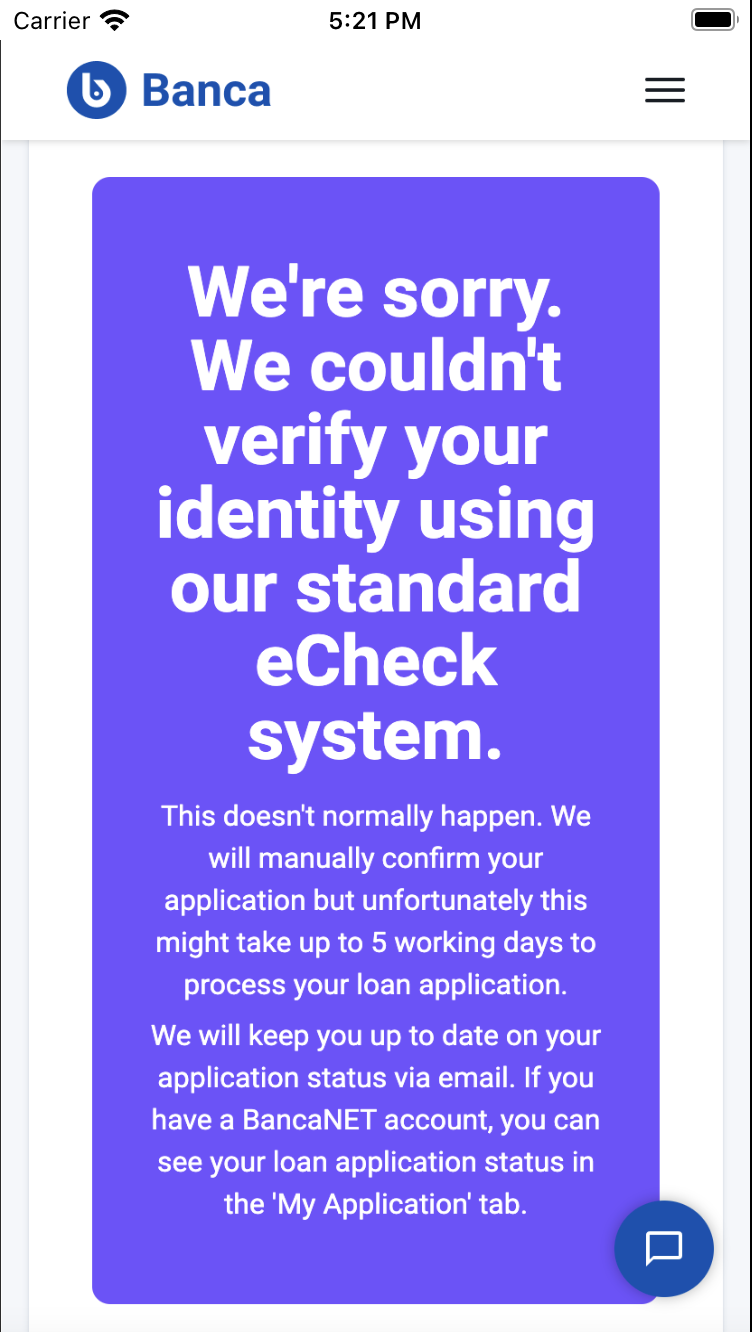 Carrier 5:21 PM
Banca
We're sorry.
We couldn't
verify your
identity using
our standard
eCheck
system.
This doesn't normally happen. We
will manually confirm your
application but unfortunately this
might take up to 5 working days to
process your loan application.
We will keep you up to date on your
application status via email. If you
have a BancaNET account, you can
see your loan application status in
the 'My Application' tab.